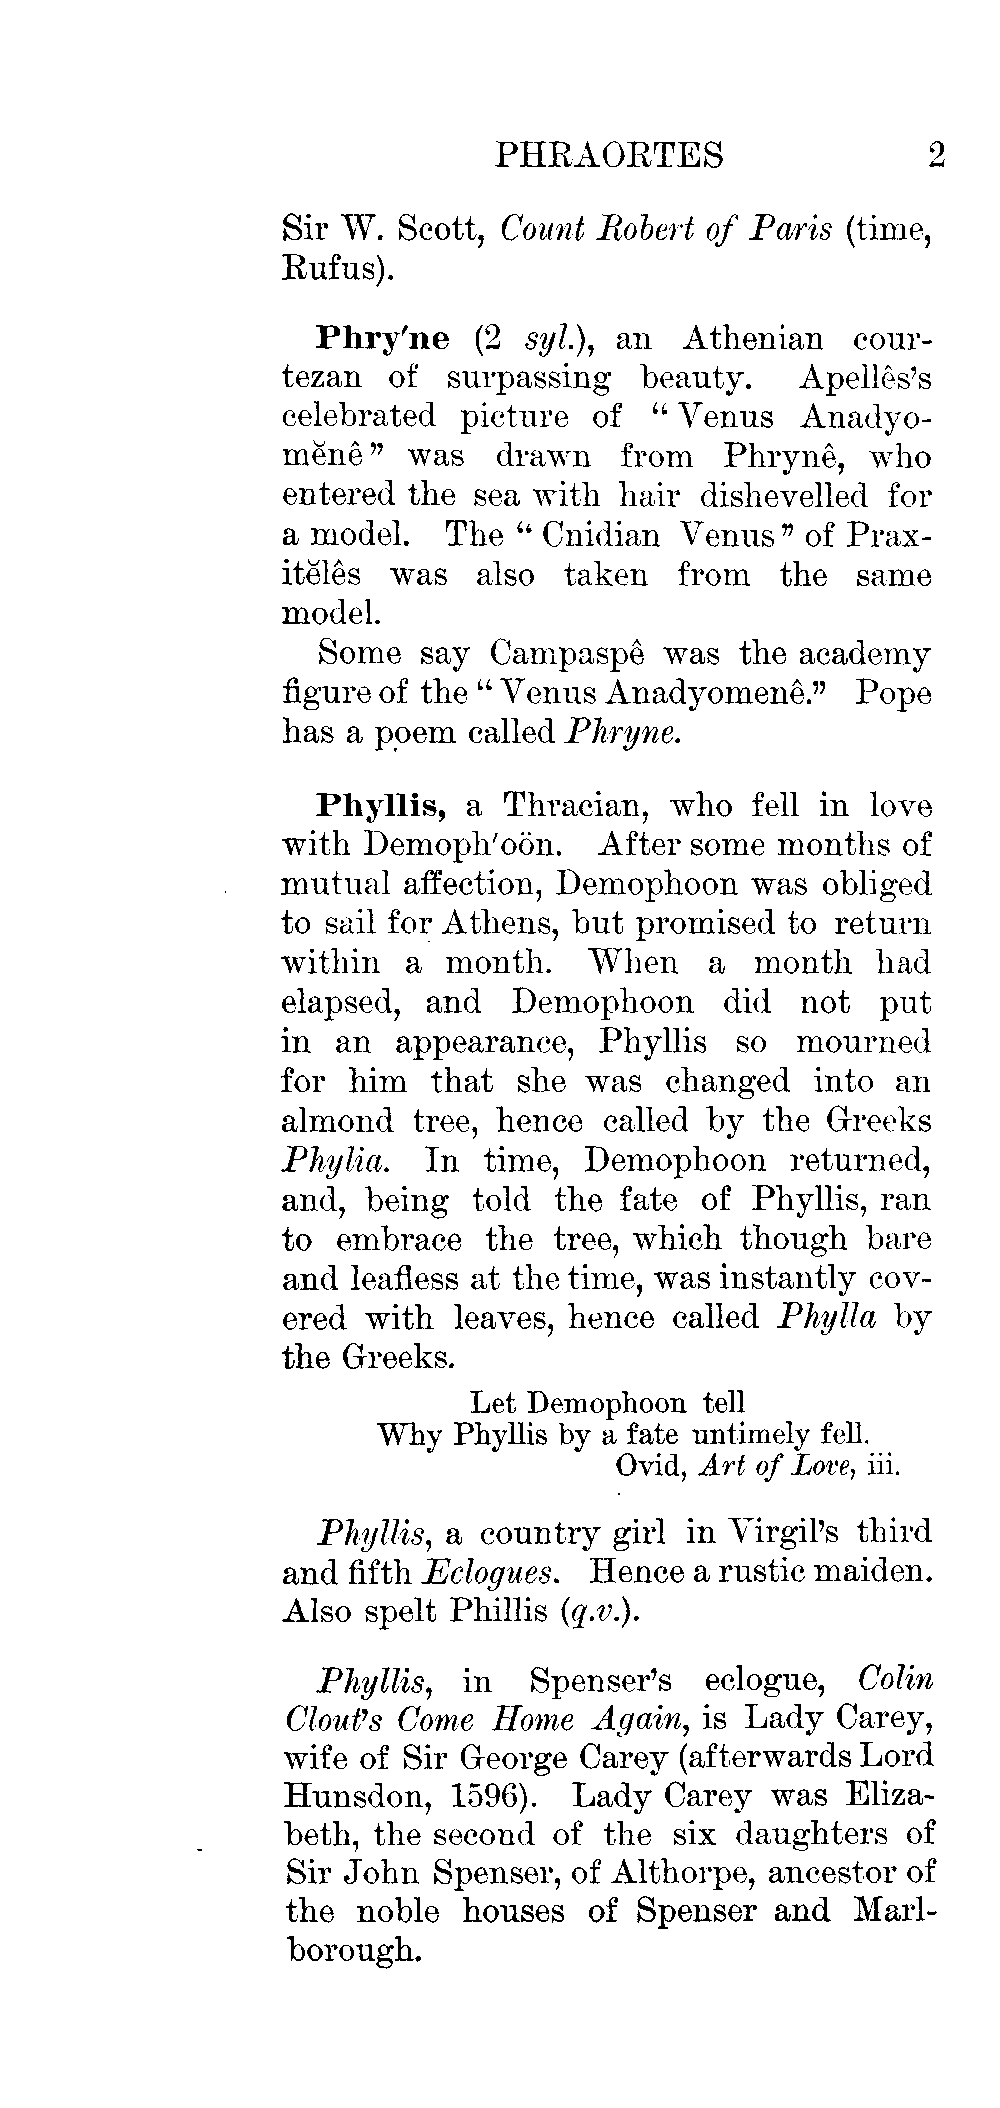 PHRAORTES 2
Sir W. Scott, Count Robert of Paris (time,
Rufus).
Phry'ne (2 syl.), an Athenian cour-
tezan of surpassing beauty. Apellês's
celebrated picture of “Venus Anadyo-
mĕnê” was drawn from Phrynê, who
entered the sea with hair dishevelled for
a model. The “Cnidian Venus” of Prax-
itĕlês was also taken from the same
model.
Some say Campaspê was the academy
figure of the “Venus Anadyomenê.” Pope
has a poem called Phryne.
Phyllis, a Thracian, who fell in love
with Demoph'oön. After some months of
mutual affection, Demophoon was obliged
to sail for Athens, but promised to return
within a month. When a month had
elapsed, and Demophoon did not put
in an appearance, Phyllis so mourned
for him that she was changed into an
almond tree, hence called by the Greeks
Phylia. In time, Demophoon returned,
and, being told the fate of Phyllis, ran
to embrace the tree, which though bare
and leafless at the time, was instantly cov-
ered with leaves, hence called Phylla by
the Greeks.
Let Demophoon tell
Why Phyllis by a fate untimely fell.
Ovid, Art of Love, iii.
Phyllis, a country girl in Virgil's third
and fifth Eclogues. Hence a rustic maiden.
Also spelt Phillis (q.v.).
Phyllis, in Spenser's eclogue, Colin
Clout's Come Home Again, is Lady Carey,
wife of Sir George Carey (afterwards Lord
Hunsdon, 1596). Lady Carey was Eliza-
beth, the second of the six daughters of
Sir John Spenser, of Althorpe, ancestor of
the noble houses of Spenser and Marl-
borough.